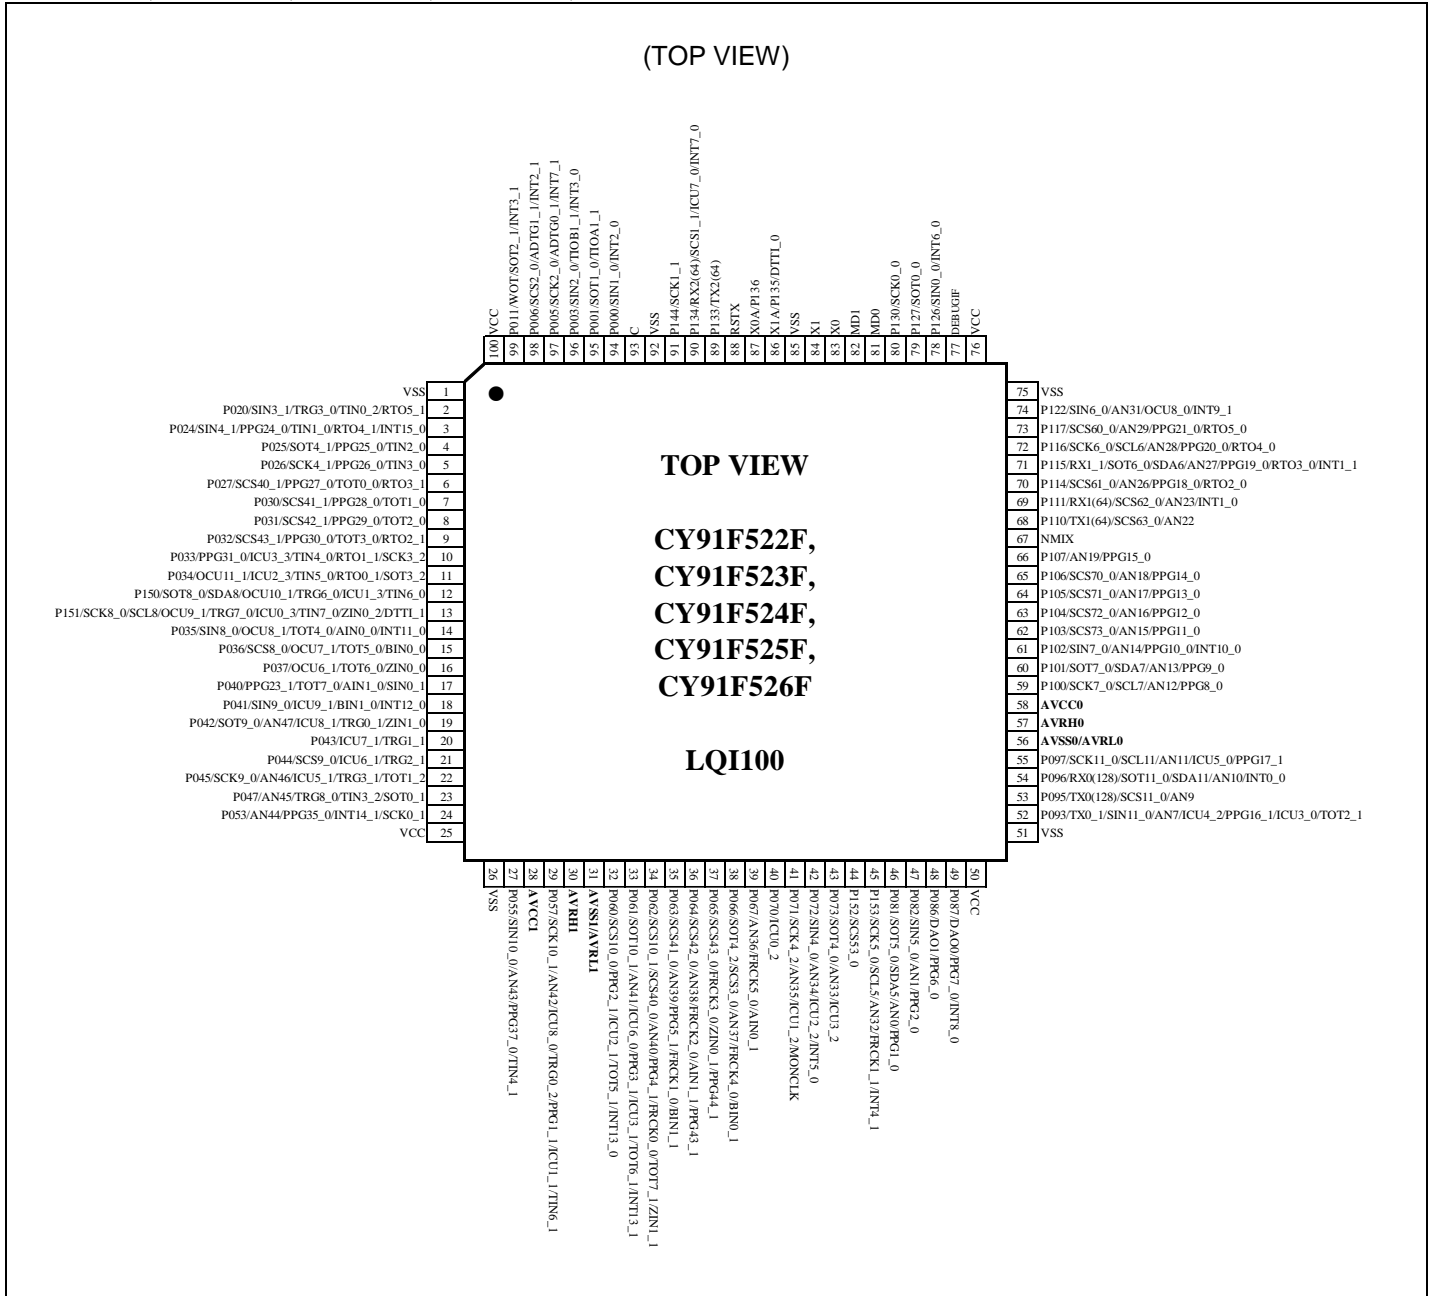 (TOP VIEW)
100 VCC
99 P011/WOT/SOT2_1/INT3_1
98 P006/SCS2_0/ADTG1_1/INT2_1
97 P005/SCK2_0/ADTG0_1/INT7_1
96 P003/SIN2_0/TIOB1_1/INT3_0
95 P001/SOT1_0/TIOA1_1
94 P000/SIN1_0/INT2_0
93 C
92 VSS
91 P144/SCK1_1
90 P134/RX2(64)/SCS1_1/ICU7_0/INT7_0
89 P133/TX2(64)
88 RSTX
87 X0A/P136
86 X1A/P135/DTTI_0
85 VSS
84 X1
83 X0
82 MD1
81 MD0
80 P130/SCK0_0
79 P127/SOT0_0
78 P126/SIN0_0/INT6_0
77 DEBUGIF
76 VCC
VSS 1
P020/SIN3_1/TRG3_0/TIN0_2/RTO5_1 2
P024/SIN4_1/PPG24_0/TIN1_0/RTO4_1/INT15_0 3
P025/SOT4_1/PPG25_0/TIN2_0 4
P026/SCK4_1/PPG26_0/TIN3_0 5
P027/SCS40_1/PPG27_0/TOT0_0/RTO3_1 6
P030/SCS41_1/PPG28_0/TOT1_0 7
P031/SCS42_1/PPG29_0/TOT2_0 8
P032/SCS43_1/PPG30_0/TOT3_0/RTO2_1 9
P033/PPG31_0/ICU3_3/TIN4_0/RTO1_1/SCK3_2 10
P034/OCU11_1/ICU2_3/TIN5_0/RTO0_1/SOT3_2 11
P150/SOT8_0/SDA8/OCU10_1/TRG6_0/ICU1_3/TIN6_0 12
P151/SCK8_0/SCL8/OCU9_1/TRG7_0/ICU0_3/TIN7_0/ZIN0_2/DTTI_1 13
P035/SIN8_0/OCU8_1/TOT4_0/AIN0_0/INT11_0 14
P036/SCS8_0/OCU7_1/TOT5_0/BIN0_0 15
P037/OCU6_1/TOT6_0/ZIN0_0 16
P040/PPG23_1/TOT7_0/AIN1_0/SIN0_1 17
P041/SIN9_0/ICU9_1/BIN1_0/INT12_0 18
P042/SOT9_0/AN47/ICU8_1/TRG0_1/ZIN1_0 19
P043/ICU7_1/TRG1_1 20
P044/SCS9_0/ICU6_1/TRG2_1 21
P045/SCK9_0/AN46/ICU5_1/TRG3_1/TOT1_2 22
P047/AN45/TRG8_0/TIN3_2/SOT0_1 23
P053/AN44/PPG35_0/INT14_1/SCK0_1 24
VCC 25
TOP VIEW
CY91F522F,
CY91F523F,
CY91F524F,
CY91F525F,
CY91F526F
LQI100
75 VSS
74 P122/SIN6_0/AN31/OCU8_0/INT9_1
73 P117/SCS60_0/AN29/PPG21_0/RTO5_0
72 P116/SCK6_0/SCL6/AN28/PPG20_0/RTO4_0
71 P115/RX1_1/SOT6_0/SDA6/AN27/PPG19_0/RTO3_0/INT1_1
70 P114/SCS61_0/AN26/PPG18_0/RTO2_0
69 P111/RX1(64)/SCS62_0/AN23/INT1_0
68 P110/TX1(64)/SCS63_0/AN22
67 NMIX
66 P107/AN19/PPG15_0
65 P106/SCS70_0/AN18/PPG14_0
64 P105/SCS71_0/AN17/PPG13_0
63 P104/SCS72_0/AN16/PPG12_0
62 P103/SCS73_0/AN15/PPG11_0
61 P102/SIN7_0/AN14/PPG10_0/INT10_0
60 P101/SOT7_0/SDA7/AN13/PPG9_0
59 P100/SCK7_0/SCL7/AN12/PPG8_0
58 AVCC0
57 AVRH0
56 AVSS0/AVRL0
55 P097/SCK11_0/SCL11/AN11/ICU5_0/PPG17_1
54 P096/RX0(128)/SOT11_0/SDA11/AN10/INT0_0
53 P095/TX0(128)/SCS11_0/AN9
52 P093/TX0_1/SIN11_0/AN7/ICU4_2/PPG16_1/ICU3_0/TOT2_1
51 VSS
26 VSS
27 P055/SIN10_0/AN43/PPG37_0/TIN4_1
28 AVCC1
29 P057/SCK10_1/AN42/ICU8_0/TRG0_2/PPG1_1/ICU1_1/TIN6_1
30 AVRH1
31 AVSS1/AVRL1
32 P060/SCS10_0/PPG2_1/ICU2_1/TOT5_1/INT13_0
33 P061/SOT10_1/AN41/ICU6_0/PPG3_1/ICU3_1/TOT6_1/INT13_1
34 P062/SCS10_1/SCS40_0/AN40/PPG4_1/FRCK0_0/TOT7_1/ZIN1_1
35 P063/SCS41_0/AN39/PPG5_1/FRCK1_0/BIN1_1
36 P064/SCS42_0/AN38/FRCK2_0/AIN1_1/PPG43_1
37 P065/SCS43_0/FRCK3_0/ZIN0_1/PPG44_1
38 P066/SOT4_2/SCS3_0/AN37/FRCK4_0/BIN0_1
39 P067/AN36/FRCK5_0/AIN0_1
40 P070/ICU0_2
41 P071/SCK4_2/AN35/ICU1_2/MONCLK
42 P072/SIN4_0/AN34/ICU2_2/INT5_0
43 P073/SOT4_0/AN33/ICU3_2
44 P152/SCS53_0
45 P153/SCK5_0/SCL5/AN32/FRCK1_1/INT4_1
46 P081/SOT5_0/SDA5/AN0/PPG1_0
47 P082/SIN5_0/AN1/PPG2_0
48 P086/DAO1/PPG6_0
49 P087/DAO0/PPG7_0/INT8_0
50 VCC